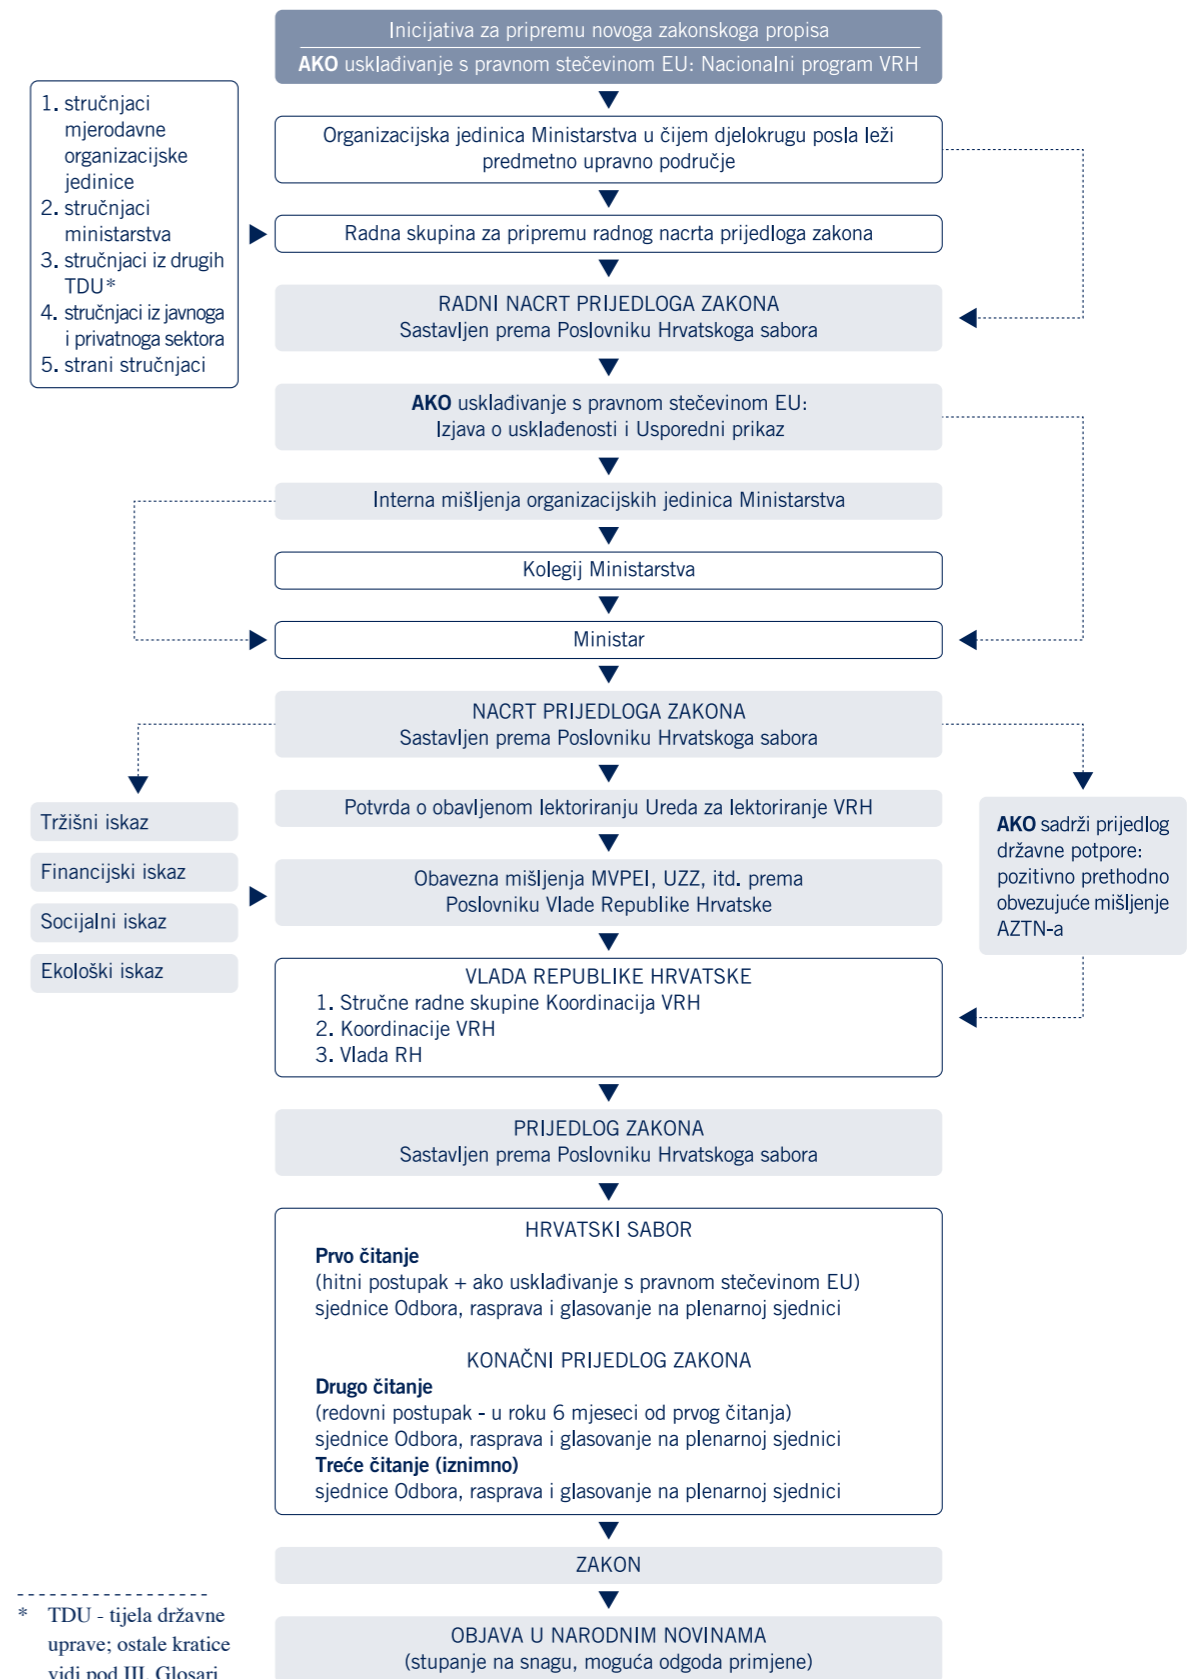 Inicijativa za pripremu novoga zakonskog propisa
AKO usklađivanje s pravnom stečevinom EU: Nacionalni program VRH
1. stručnjaci
mjerodavne
organizacijske
jedinice
2. stručnjaci
ministarstva
3. stručnjaci iz drugih
TDU*
4. stručnjaci iz javnoga
i privatnoga sektora
5. strani stručnjaci
Organizacijska jedinica Ministarstva u čijem djelokrugu posla leži
predmetno upravno područje
Radna skupina za pripremu radnog nacrta prijedloga zakona
RADNI NACRT PRIJEDLOGA ZAKONA
Sastavljen prema Poslovniku Hrvatskoga sabora
AKO usklađivanje s pravnom stečevinom EU:
Izjava o usklađenosti i Usporedni prikaz
Interna mišljenja organizacijskih jedinica Ministarstva
Kolegij Ministarstva
Ministar
NACRT PRIJEDLOGA ZAKONA
Sastavljen prema Poslovniku Hrvatskoga sabora
Potvrda o obavljenom lektoriranju Ureda za lektoriranje VRH
Tržišni iskaz
Financijski iskaz
Socijalni iskaz
Ekološki iskaz
Obavezna mišljenja MVPEI, UZZ, itd. prema
Poslovniku Vlade Republike Hrvatske
AKO sadrži prijedlog
državne potpore:
pozitivno prethodno
obvezujuće mišljenje
AZTN-a
VLADA REPUBLIKE HRVATSKE
1. Stručne radne skupine Koordinacija VRH
2. Koordinacije VRH
3. Vlada RH
PRIJEDLOG ZAKONA
Sastavljen prema Poslovniku Hrvatskoga sabora
HRVATSKI SABOR
Prvo čitanje
(hitni postupak + ako usklađivanje s pravnom stečevinom EU)
sjednice Odbora, rasprava i glasovanje na plenarnoj sjednici
KONAČNI PRIJEDLOG ZAKONA
Drugo čitanje
(redovni postupak - u roku 6 mjeseci od prvog čitanja)
sjednice Odbora, rasprava i glasovanje na plenarnoj sjednici
Treće čitanje (iznimno)
sjednice Odbora, rasprava i glasovanje na plenarnoj sjednici
ZAKON
OBJAVA U NARODNIM NOVINAMA
(stupanje na snagu, moguća odgoda primjene)
* TDU - tijela državne
uprave; ostale kratice
vidi pod III. Glosari